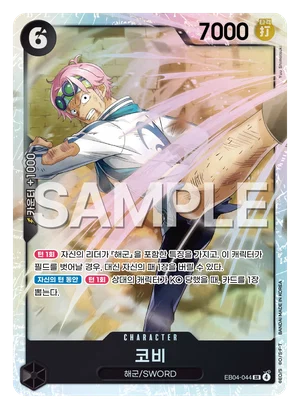 6
7000
타격
打
카운터 +1000
SAMPLE
턴 1회 자신의 리더가 『해군』을 포함한 특징을 가지고, 이 캐릭터가
필드를 벗어날 경우, 대신 자신의 패 1장을 버릴 수 있다.
자신의 턴 동안 턴 1회 상대의 캐릭터가 KO 당했을 때, 카드를 1장
뽑는다.
CHARACTER
코비
해군/SWORD
EB04-044 4